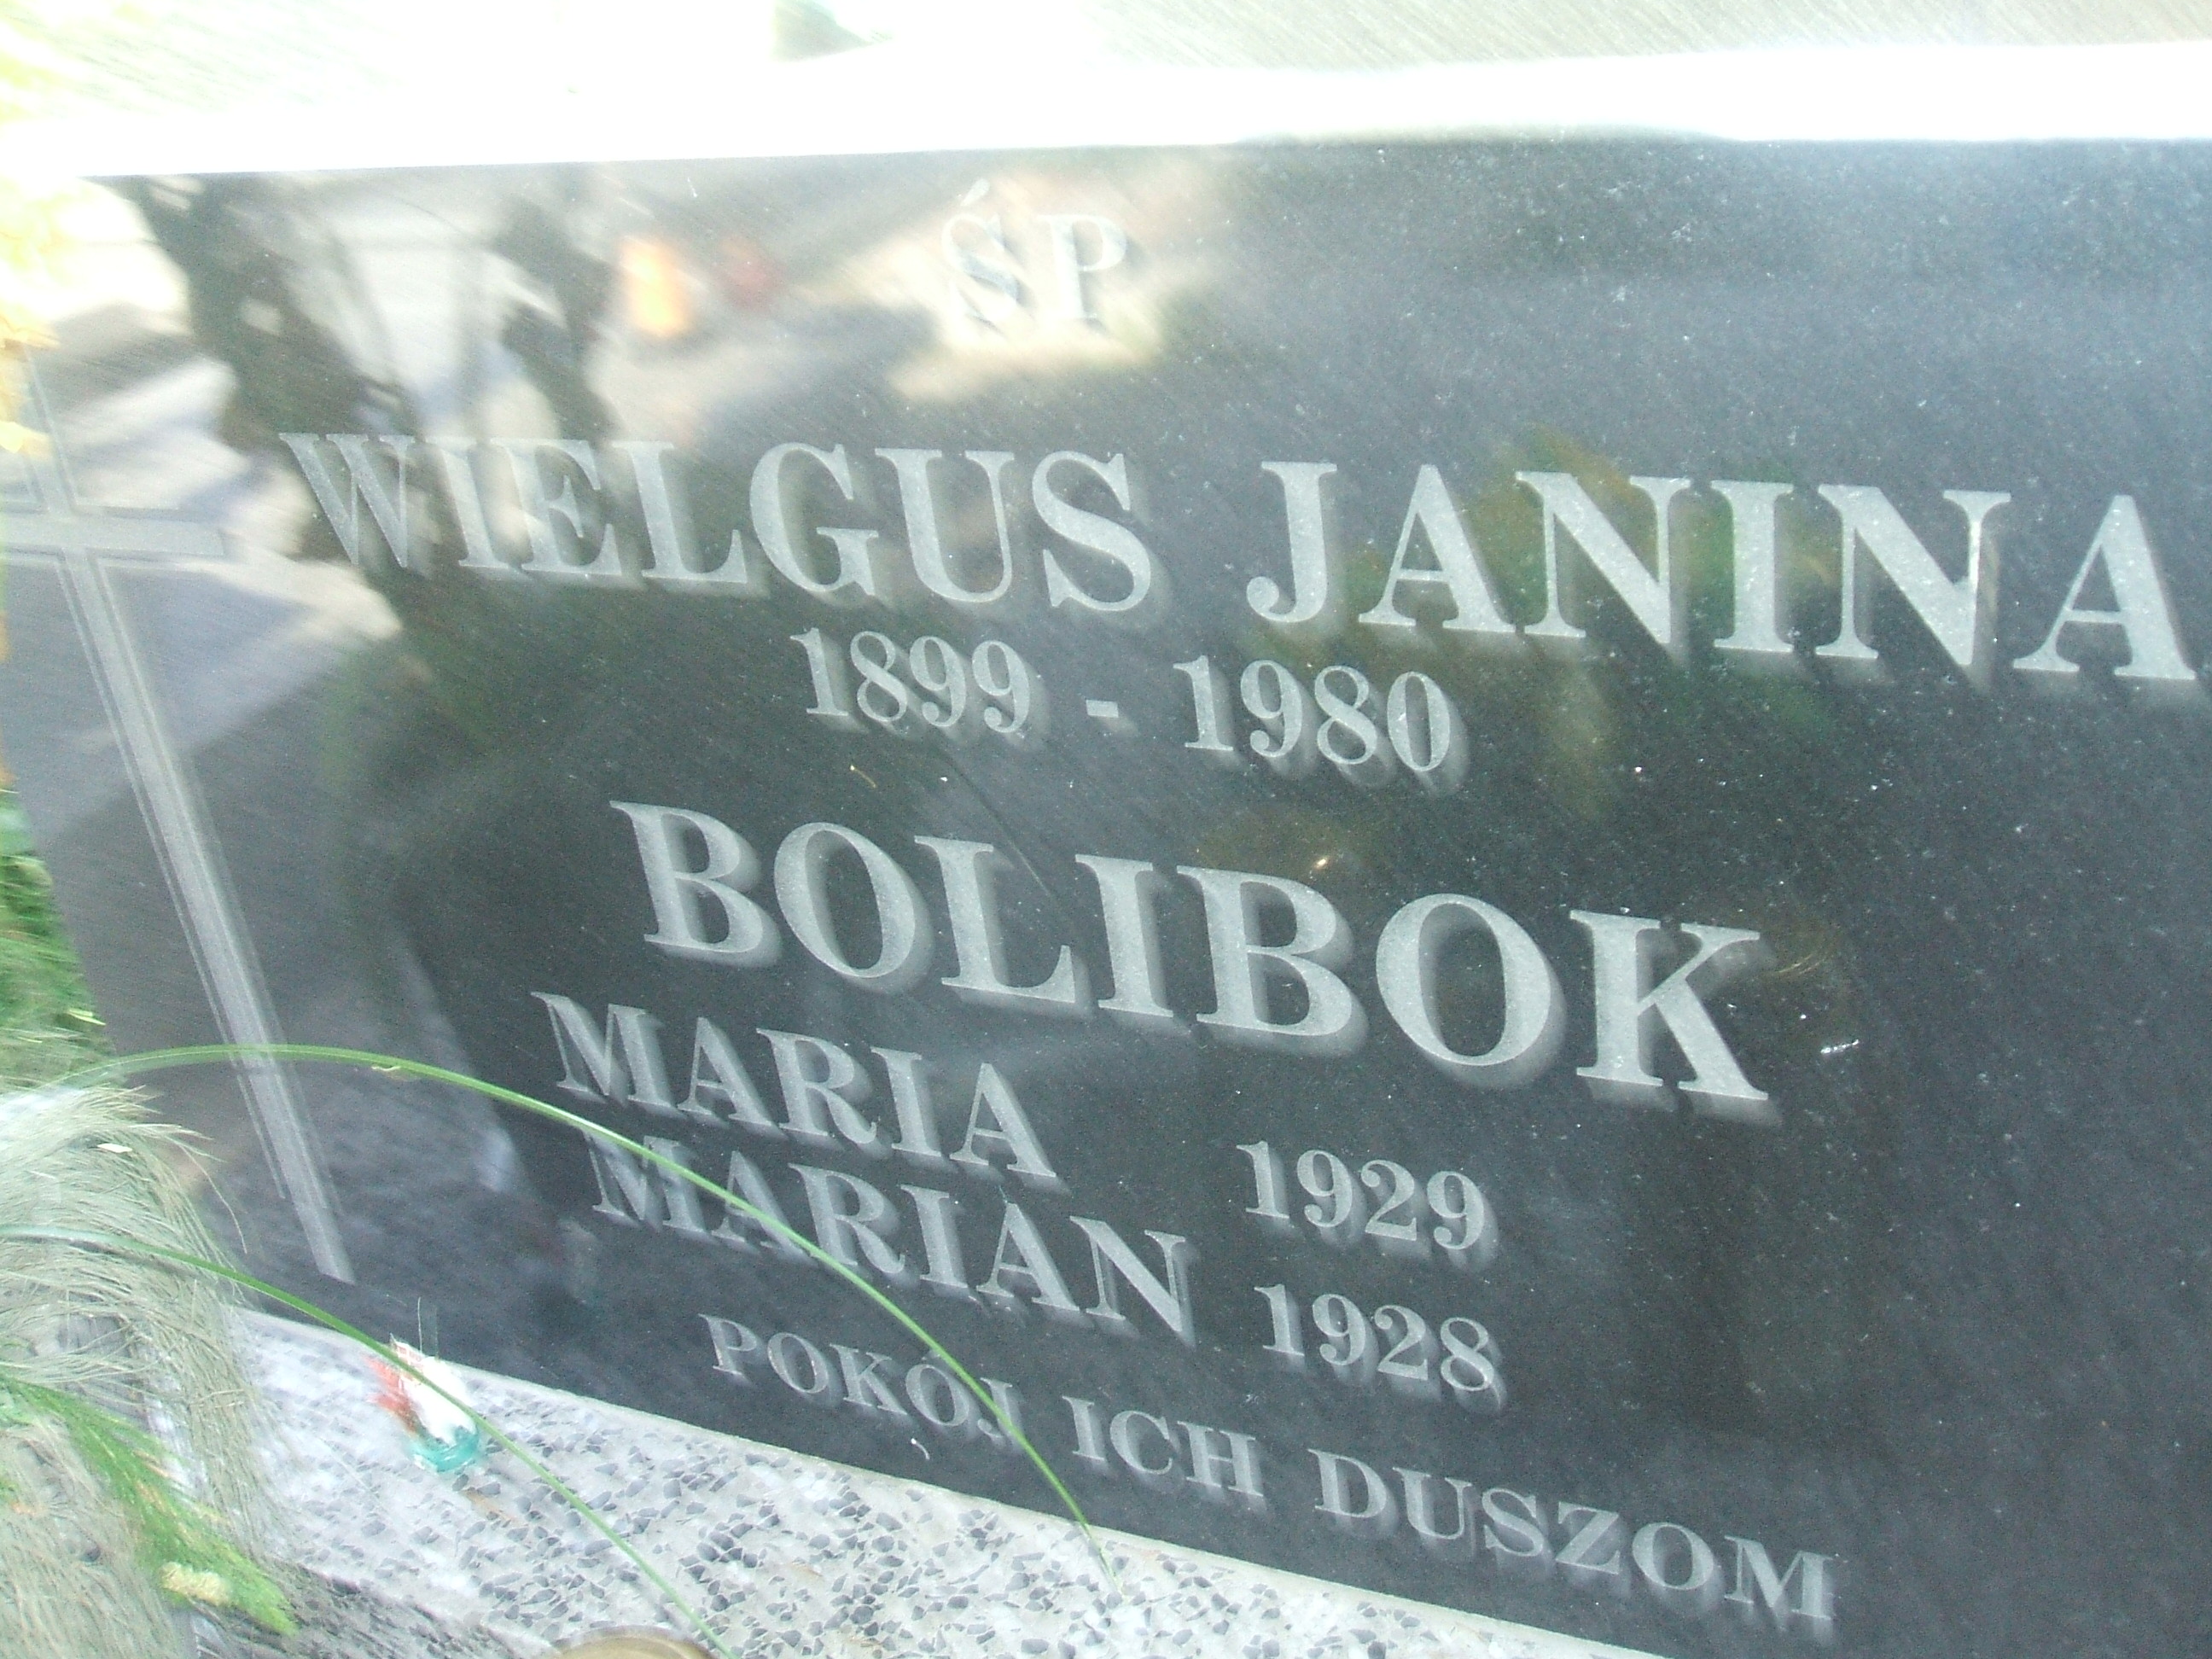 ŚP
WIELGUS JANINA
1899 - 1980
BOLIBOK
MARIA 1929
MARIAN 1928
POKÓJ ICH DUSZOM